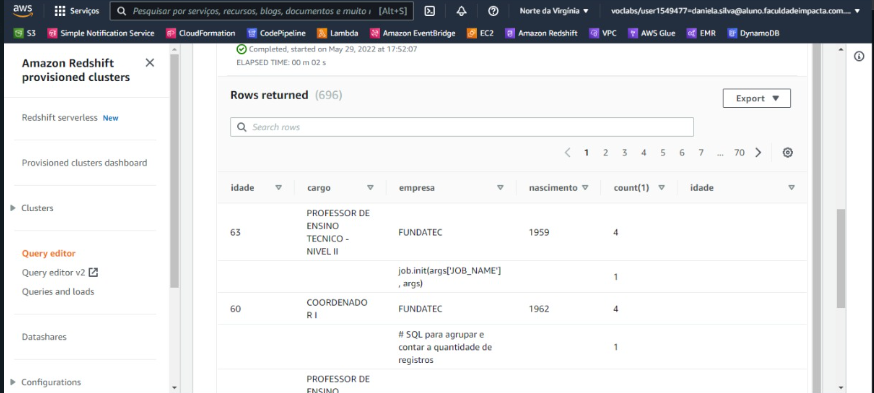 aws
Serviços
Pesquisar por serviços, recursos, blogs, documentos e muito
[Alt+S]
Norte da Virgínia
voclabs/user1549477=daniela.silva@aluno.faculdadeimpacta.com....
S3
Simple Notification Service
CloudFormation
CodePipeline
Lambda
Amazon EventBridge
EC2
Amazon Redshift
VPC
AWS Glue
EMR
DynamoDB
Amazon Redshift
provisioned clusters
Redshift serverless New
Provisioned clusters dashboard
Clusters
Query editor
Query editor v2
Queries and loads
Datashares
Configurations
Completed, started on May 29, 2022 at 17:52:07
ELAPSED TIME: 00 m 02 s
Rows returned (696)
Export
Search rows
1 2 3 4 5 6 7 ... 70
idade cargo empresa nascimento count(1) idade
63
PROFESSOR DE
ENSINO
TECNICO -
NIVEL II
FUNDATEC
1959
4
job.init(args['JOB_NAME']
, args)
1
60
COORDENADO
R I
FUNDATEC
1962
4
# SQL para agrupar e
contar a quantidade de
registros
1
PROFESSOR DE
ENSINO